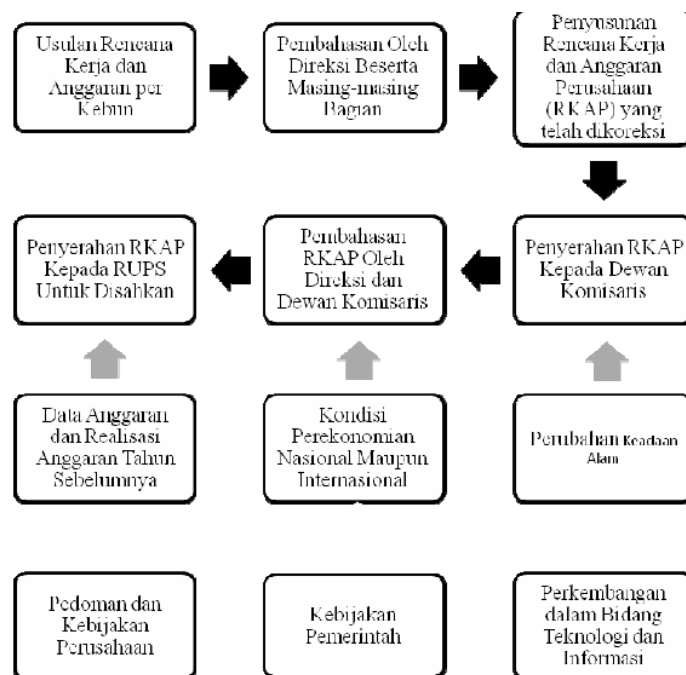 Usulan Rencana
Kerja dan
Anggaran per
Kebun
Pembahasan Oleh
Direksi Beserta
Masing-masing
Bagian
Penyusunan
Rencana Kerja
dan Anggaran
Perusahaan
(RKAP) yang
telah dikoreksi
Penyerahan RKAP
Kepada RUPS
Untuk Disahkan
Pembahasan
RKAP Oleh
Direksi dan
Dewan Komisaris
Penyerahan RKAP
Kepada Dewan
Komisaris
Data Anggaran
dan Realisasi
Anggaran Tahun
Sebelumnya
Kondisi
Perekonomian
Nasional Maupun
Internasional
Perubahan Keadaan
Alam
Pedoman dan
Kebijakan
Perusahaan
Kebijakan
Pemerintah
Perkembangan
dalam Bidang
Teknologi dan
Informasi